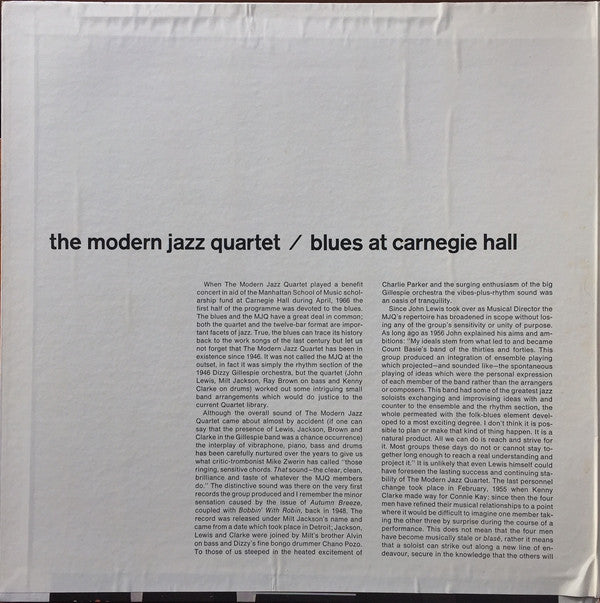 the modern jazz quartet / blues at carnegie hall
When The Modern Jazz Quartet played a benefit
concert in aid of the Manhattan School of Music schol-
arship fund at Carnegie Hall during April, 1966 the
first half of the programme was devoted to the blues.
The blues and the MJQ have a great deal in common;
both the quartet and the twelve-bar format are impor-
tant facets of jazz. True, the blues can trace its history
back to the work songs of the last century but let us
not forget that The Modern Jazz Quartet has been in
existence since 1946. It was not called the MJQ at the
outset, in fact it was simply the rhythm section of the
1946 Dizzy Gillespie orchestra, but the quartet (John
Lewis, Milt Jackson, Ray Brown on bass and Kenny
Clarke on drums) worked out some intriguing small
band arrangements which would do justice to the
current Quartet library.
Although the overall sound of The Modern Jazz
Quartet came about almost by accident (if one can
say that the presence of Lewis, Jackson, Brown and
Clarke in the Gillespie band was a chance occurrence)
the interplay of vibraphone, piano, bass and drums
has been carefully nurtured over the years to give us
what critic-trombonist Mike Zwerin has called "those
ringing, sensitive chords. That sound—the clear, clean,
brilliance and taste of whatever the MJQ members
do." The distinctive sound was there on the very first
records the group produced and I remember the minor
sensation caused by the issue of Autumn Breeze,
coupled with Bobbin' With Robin, back in 1948. The
record was released under Milt Jackson's name and
came from a date which took place in Detroit; Jackson,
Lewis and Clarke were joined by Milt's brother Alvin
on bass and Dizzy's fine bongo drummer Chano Pozo.
To those of us steeped in the heated excitement of
Charlie Parker and the surging enthusiasm of the big
Gillespie orchestra the vibes-plus-rhythm sound was
an oasis of tranquility.
Since John Lewis took over as Musical Director the
MJQ's repertoire has broadened in scope without los-
ing any of the group's sensitivity or unity of purpose.
As long ago as 1956 John explained his aims and am-
bitions: "My ideals stem from what led to and became
Count Basie's band of the thirties and forties. This
group produced an integration of ensemble playing
which projected—and sounded like—the spontaneous
playing of ideas which were the personal expression
of each member of the band rather than the arrangers
or composers. This band had some of the greatest jazz
soloists exchanging and improvising ideas with and
counter to the ensemble and the rhythm section, the
whole permeated with the folk-blues element devel-
oped to a most exciting degree. I don't think it is pos-
sible to plan or make that kind of thing happen. It is a
natural product. All we can do is reach and strive for
it. Most groups these days do not or cannot stay to-
gether long enough to reach a real understanding and
project it." It is unlikely that even Lewis himself could
have foreseen the lasting success and continuing sta-
bility of The Modern Jazz Quartet. The last personnel
change took place in February, 1955 when Kenny
Clarke made way for Connie Kay; since then the four
men have refined their musical relationships to a point
where it would be difficult to imagine one member tak-
ing the other three by surprise during the course of a
performance. This does not mean that the four men
have become musically stale or blasé, rather it means
that a soloist can strike out along a new line of en-
deavour, secure in the knowledge that the others will